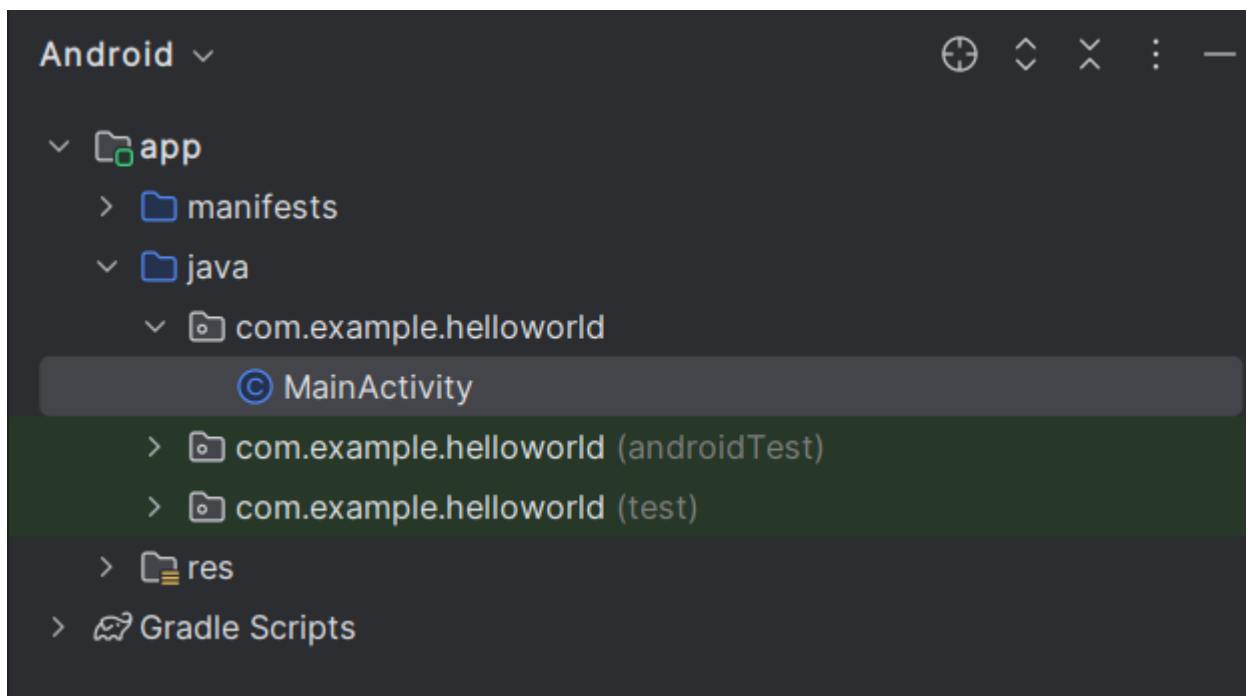 Android
app
manifests
java
com.example.helloworld
MainActivity
com.example.helloworld (androidTest)
com.example.helloworld (test)
res
Gradle Scripts